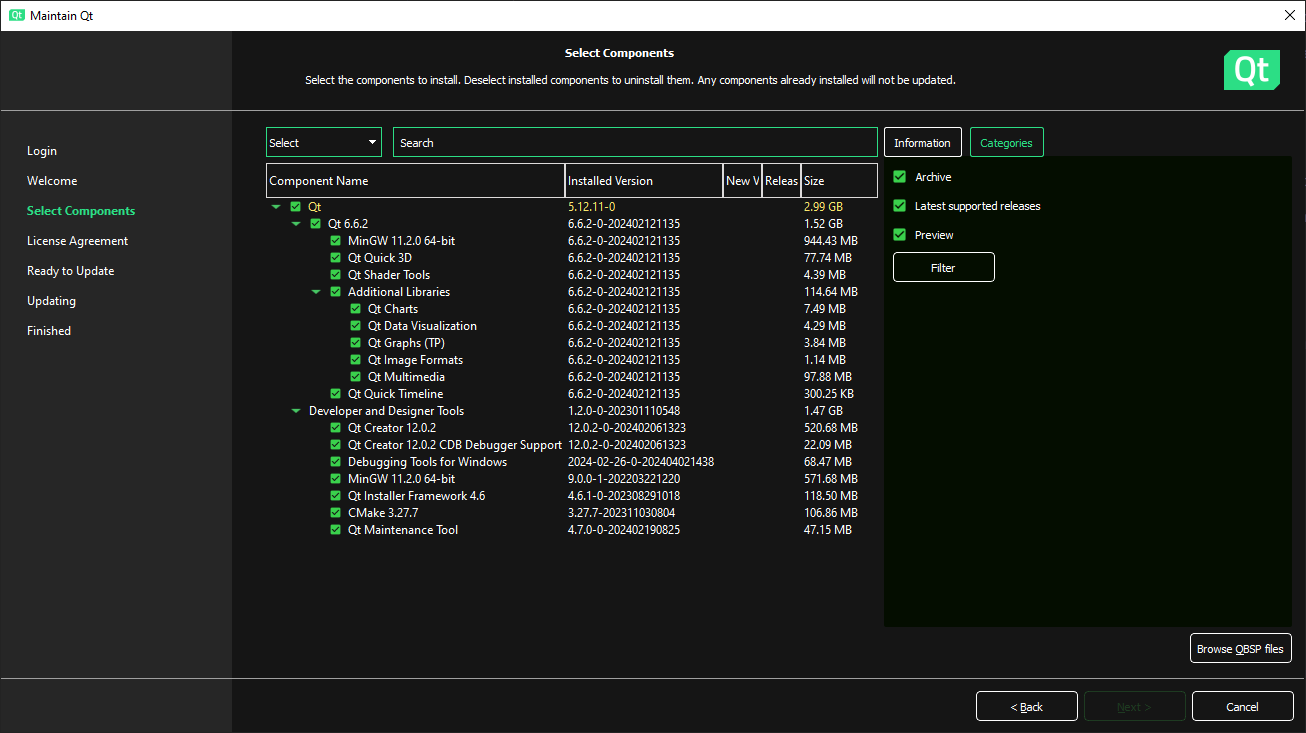 Qt Maintain Qt
Select Components
Select the components to install. Deselect installed components to uninstall them. Any components already installed will not be updated.
Qt
Login
Welcome
Select Components
License Agreement
Ready to Update
Updating
Finished
Select Search Information Categories
Component Name Installed Version New V Releas Size
Qt 5.12.11-0 2.99 GB
Qt 6.6.2 6.6.2-0-202402121135 1.52 GB
MinGW 11.2.0 64-bit 6.6.2-0-202402121135 944.43 MB
Qt Quick 3D 6.6.2-0-202402121135 77.74 MB
Qt Shader Tools 6.6.2-0-202402121135 4.39 MB
Additional Libraries 6.6.2-0-202402121135 114.64 MB
Qt Charts 6.6.2-0-202402121135 7.49 MB
Qt Data Visualization 6.6.2-0-202402121135 4.29 MB
Qt Graphs (TP) 6.6.2-0-202402121135 3.84 MB
Qt Image Formats 6.6.2-0-202402121135 1.14 MB
Qt Multimedia 6.6.2-0-202402121135 97.88 MB
Qt Quick Timeline 6.6.2-0-202402121135 300.25 KB
Developer and Designer Tools 1.2.0-0-202301110548 1.47 GB
Qt Creator 12.0.2 12.0.2-0-202402061323 520.68 MB
Qt Creator 12.0.2 CDB Debugger Support 12.0.2-0-202402061323 22.09 MB
Debugging Tools for Windows 2024-02-26-0-202404021438 68.47 MB
MinGW 11.2.0 64-bit 9.0.0-1-202203221220 571.68 MB
Qt Installer Framework 4.6 4.6.1-0-202308291018 118.50 MB
CMake 3.27.7 3.27.7-202311030804 106.86 MB
Qt Maintenance Tool 4.7.0-0-202402190825 47.15 MB
Archive
Latest supported releases
Preview
Filter
Browse QBSP files
< Back Next > Cancel